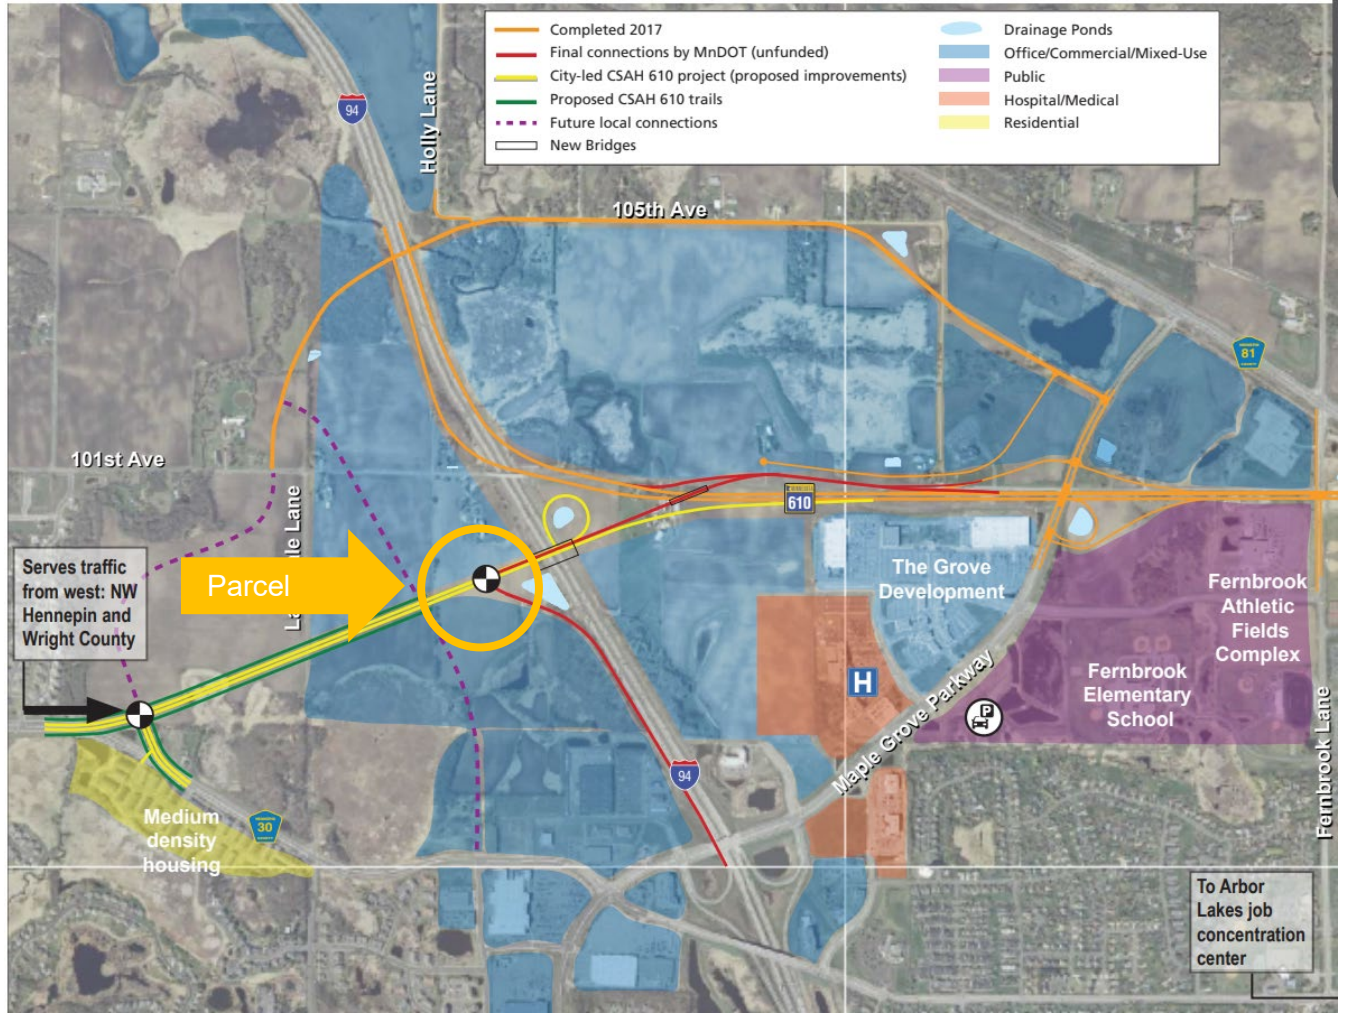 Completed 2017
Final connections by MnDOT (unfunded)
City-led CSAH 610 project (proposed improvements)
Proposed CSAH 610 trails
Future local connections
New Bridges
Drainage Ponds
Office/Commercial/Mixed-Use
Public
Hospital/Medical
Residential
94
Holly Lane
105th Ave
81
101st Ave
610
Lane
Parcel
Serves traffic
from west: NW
Hennepin and
Wright County
The Grove
Development
Fernbrook
Athletic
Fields
Complex
Fernbrook
Elementary
School
H
P
Maple Grove Parkway
Fernbrook Lane
94
30
Medium
density
housing
To Arbor
Lakes job
concentration
center